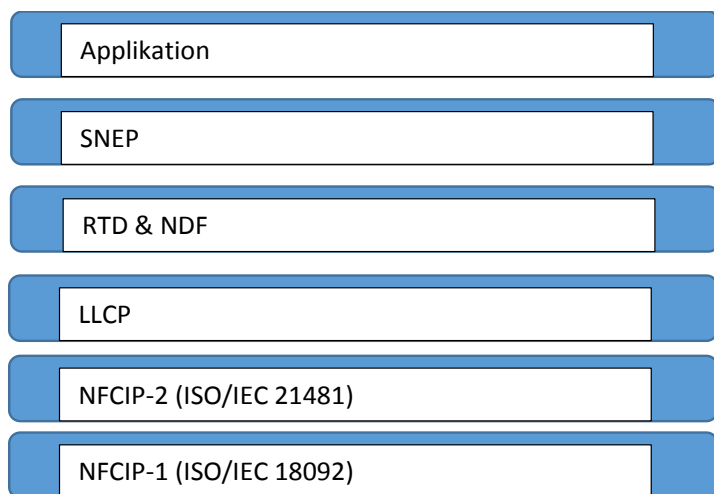 Applikation
SNEP
RTD & NDF
LLCP
NFCIP-2 (ISO/IEC 21481)
NFCIP-1 (ISO/IEC 18092)